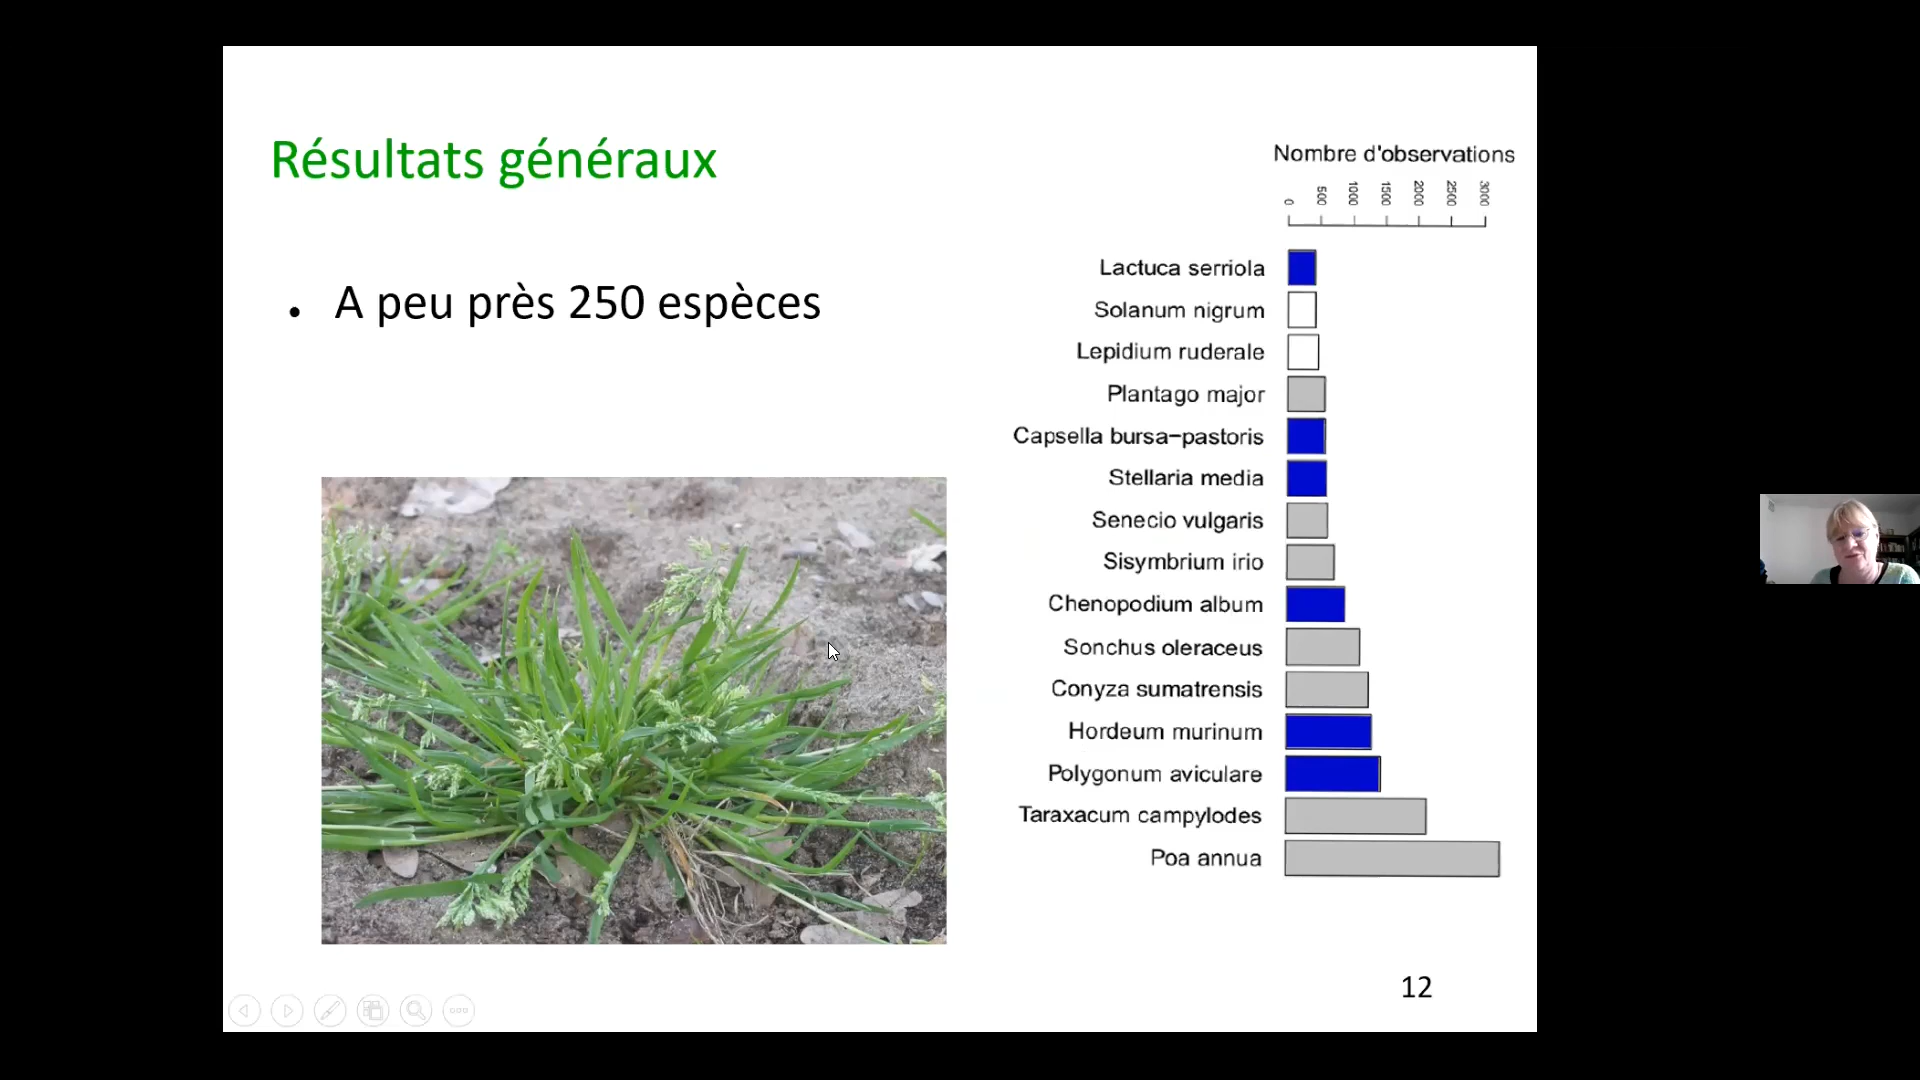 Résultats généraux
• A peu près 250 espèces
Nombre d'observations
0 500 1000 1500 2000 2500 3000
Lactuca serriola
Solanum nigrum
Lepidium ruderale
Plantago major
Capsella bursa−pastoris
Stellaria media
Senecio vulgaris
Sisymbrium irio
Chenopodium album
Sonchus oleraceus
Conyza sumatrensis
Hordeum murinum
Polygonum aviculare
Taraxacum campylodes
Poa annua
12